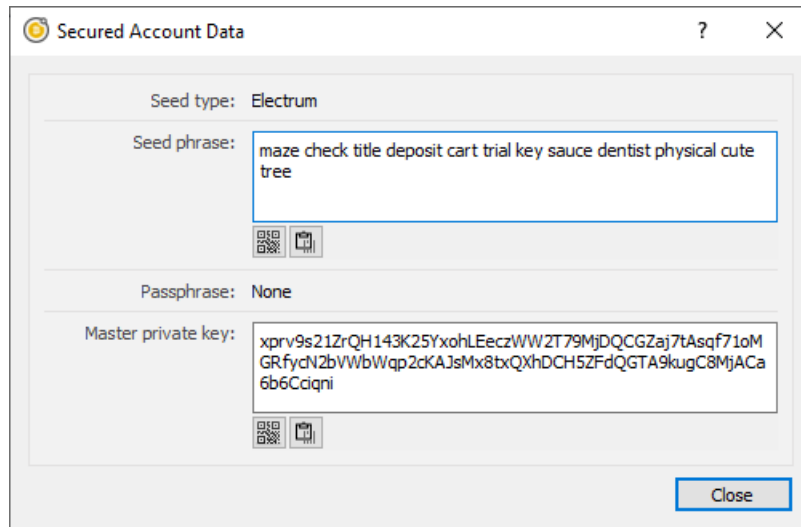 Secured Account Data
Seed type: Electrum
Seed phrase: maze check title deposit cart trial key sauce dentist physical cute
tree
Passphrase: None
Master private key: xprv9s21ZrQH143K25YxohLEeczWW2T79MjDQCGZaj7tAsqf71oM
GRfycN2bVWbWqp2cKAJsMx8txQXhDCH5ZFdQGTA9kugC8MjACa
6b6Cciqni
Close